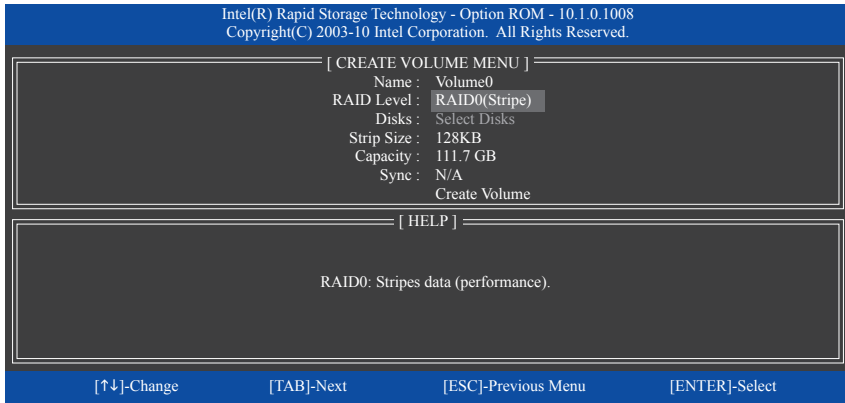 Intel(R) Rapid Storage Technology - Option ROM - 10.1.0.1008
Copyright(C) 2003-10 Intel Corporation.  All Rights Reserved.
[ CREATE VOLUME MENU ]
Name :   Volume0
RAID Level :   RAID0(Stripe)
Disks :   Select Disks
Strip Size :   128KB
Capacity :   111.7 GB
Sync :   N/A
Create Volume
[ HELP ]
RAID0: Stripes data (performance).
[↑↓]-Change   [TAB]-Next   [ESC]-Previous Menu   [ENTER]-Select